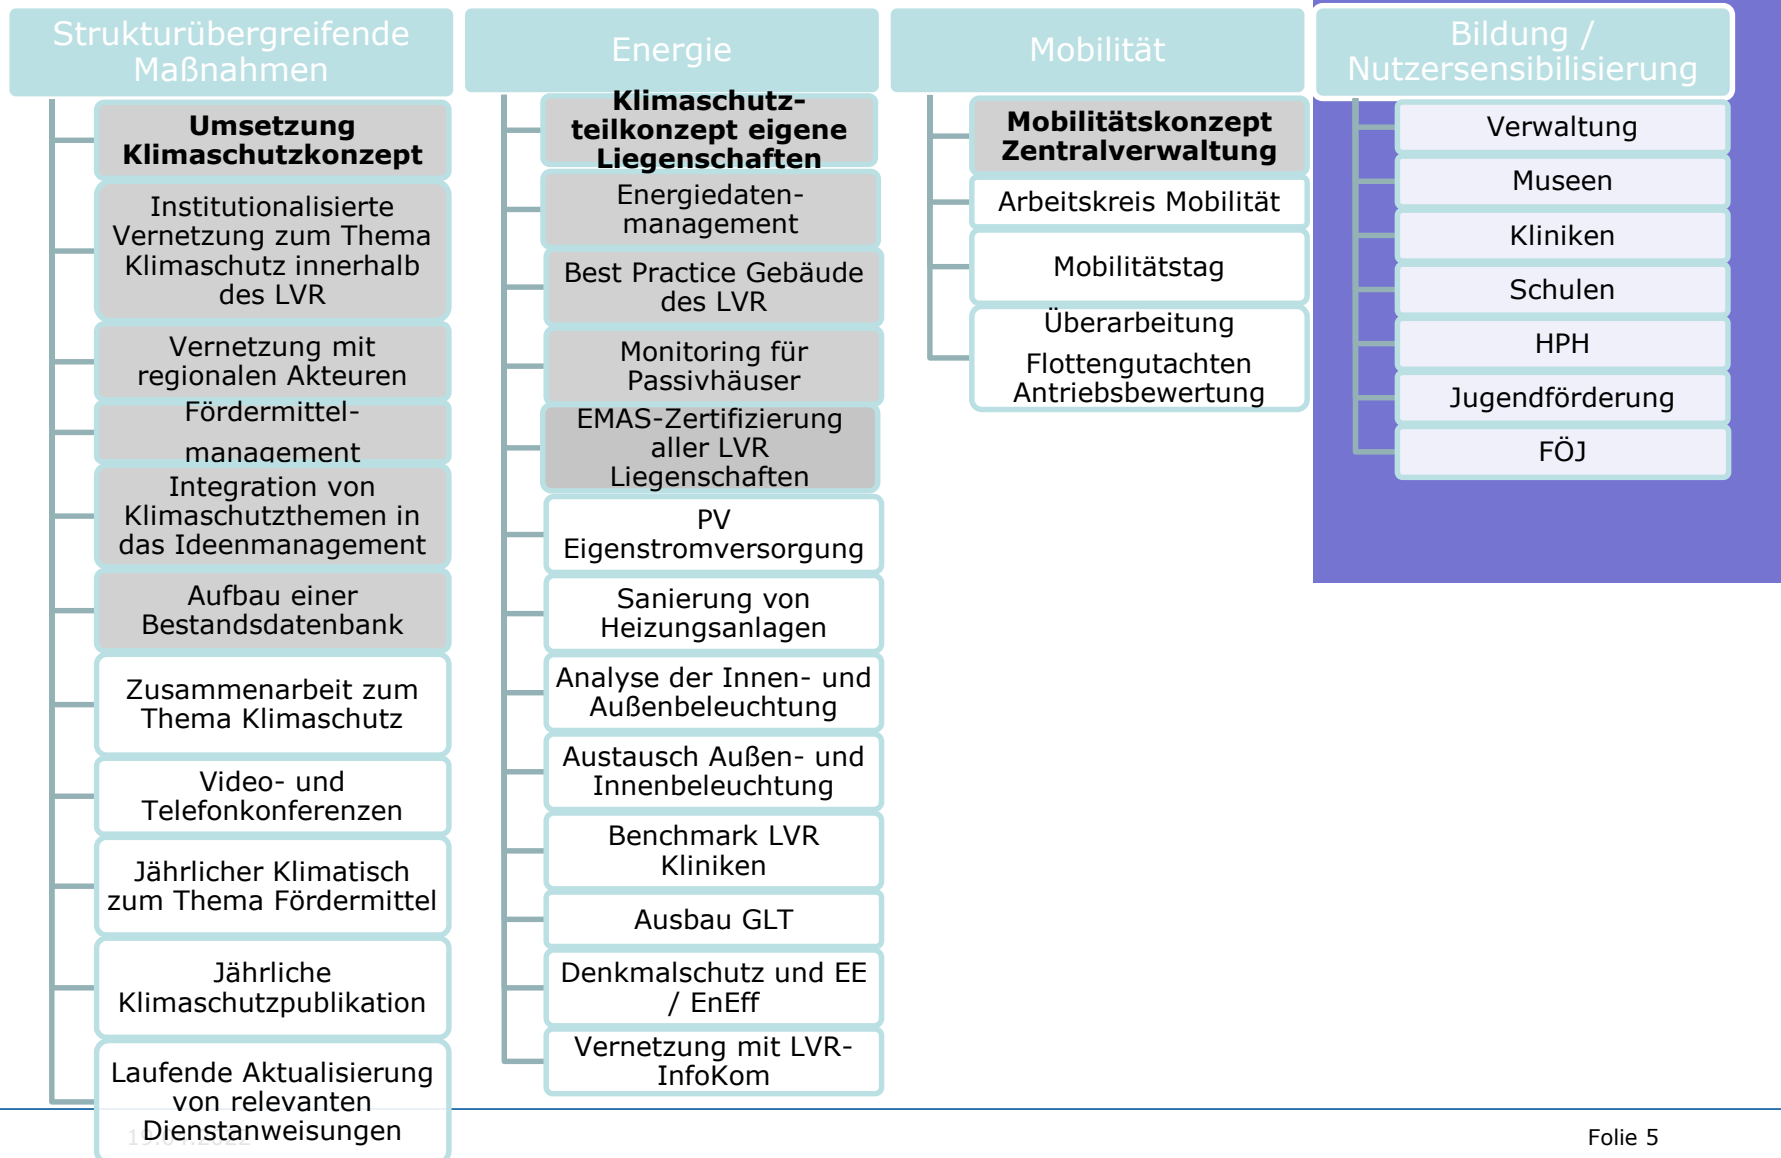 Strukturübergreifende
Maßnahmen
Umsetzung
Klimaschutzkonzept
Institutionalisierte
Vernetzung zum Thema
Klimaschutz innerhalb
des LVR
Vernetzung mit
regionalen Akteuren
Fördermittel-
management
Integration von
Klimaschutzthemen in
das Ideenmanagement
Aufbau einer
Bestandsdatenbank
Zusammenarbeit zum
Thema Klimaschutz
Video- und
Telefonkonferenzen
Jährlicher Klimatisch
zum Thema Fördermittel
Jährliche
Klimaschutzpublikation
Laufende Aktualisierung
von relevanten
Dienstanweisungen
Energie
Klimaschutz-
teilkonzept eigene
Liegenschaften
Energiedaten-
management
Best Practice Gebäude
des LVR
Monitoring für
Passivhäuser
EMAS-Zertifizierung
aller LVR
Liegenschaften
PV
Eigenstromversorgung
Sanierung von
Heizungsanlagen
Analyse der Innen- und
Außenbeleuchtung
Austausch Außen- und
Innenbeleuchtung
Benchmark LVR
Kliniken
Ausbau GLT
Denkmalschutz und EE
/ EnEff
Vernetzung mit LVR-
InfoKom
Mobilität
Mobilitätskonzept
Zentralverwaltung
Arbeitskreis Mobilität
Mobilitätstag
Überarbeitung
Flottengutachten
Antriebsbewertung
Bildung /
Nutzersensibilisierung
Verwaltung
Museen
Kliniken
Schulen
HPH
Jugendförderung
FÖJ
Folie 5